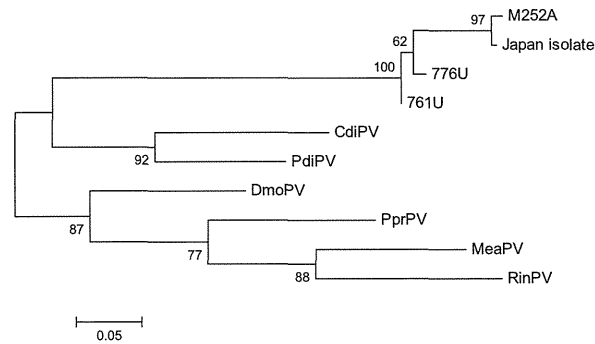 97
M252A
62
Japan isolate
100
776U
761U
CdiPV
92
PdiPV
DmoPV
87
PprPV
77
MeaPV
88
RinPV
0.05